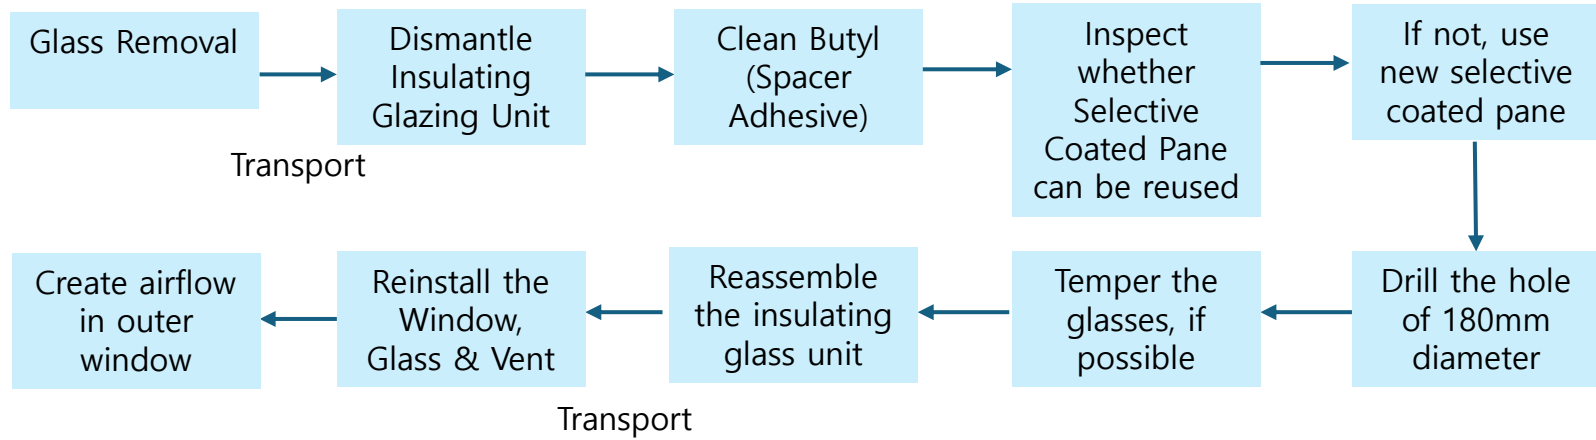 Glass Removal
Dismantle
Insulating
Glazing Unit
Clean Butyl
(Spacer
Adhesive)
Inspect
whether
Selective
Coated Pane
can be reused
If not, use
new selective
coated pane
Transport
Drill the hole
of 180mm
diameter
Temper the
glasses, if
possible
Reassemble
the insulating
glass unit
Reinstall the
Window,
Glass & Vent
Create airflow
in outer
window
Transport